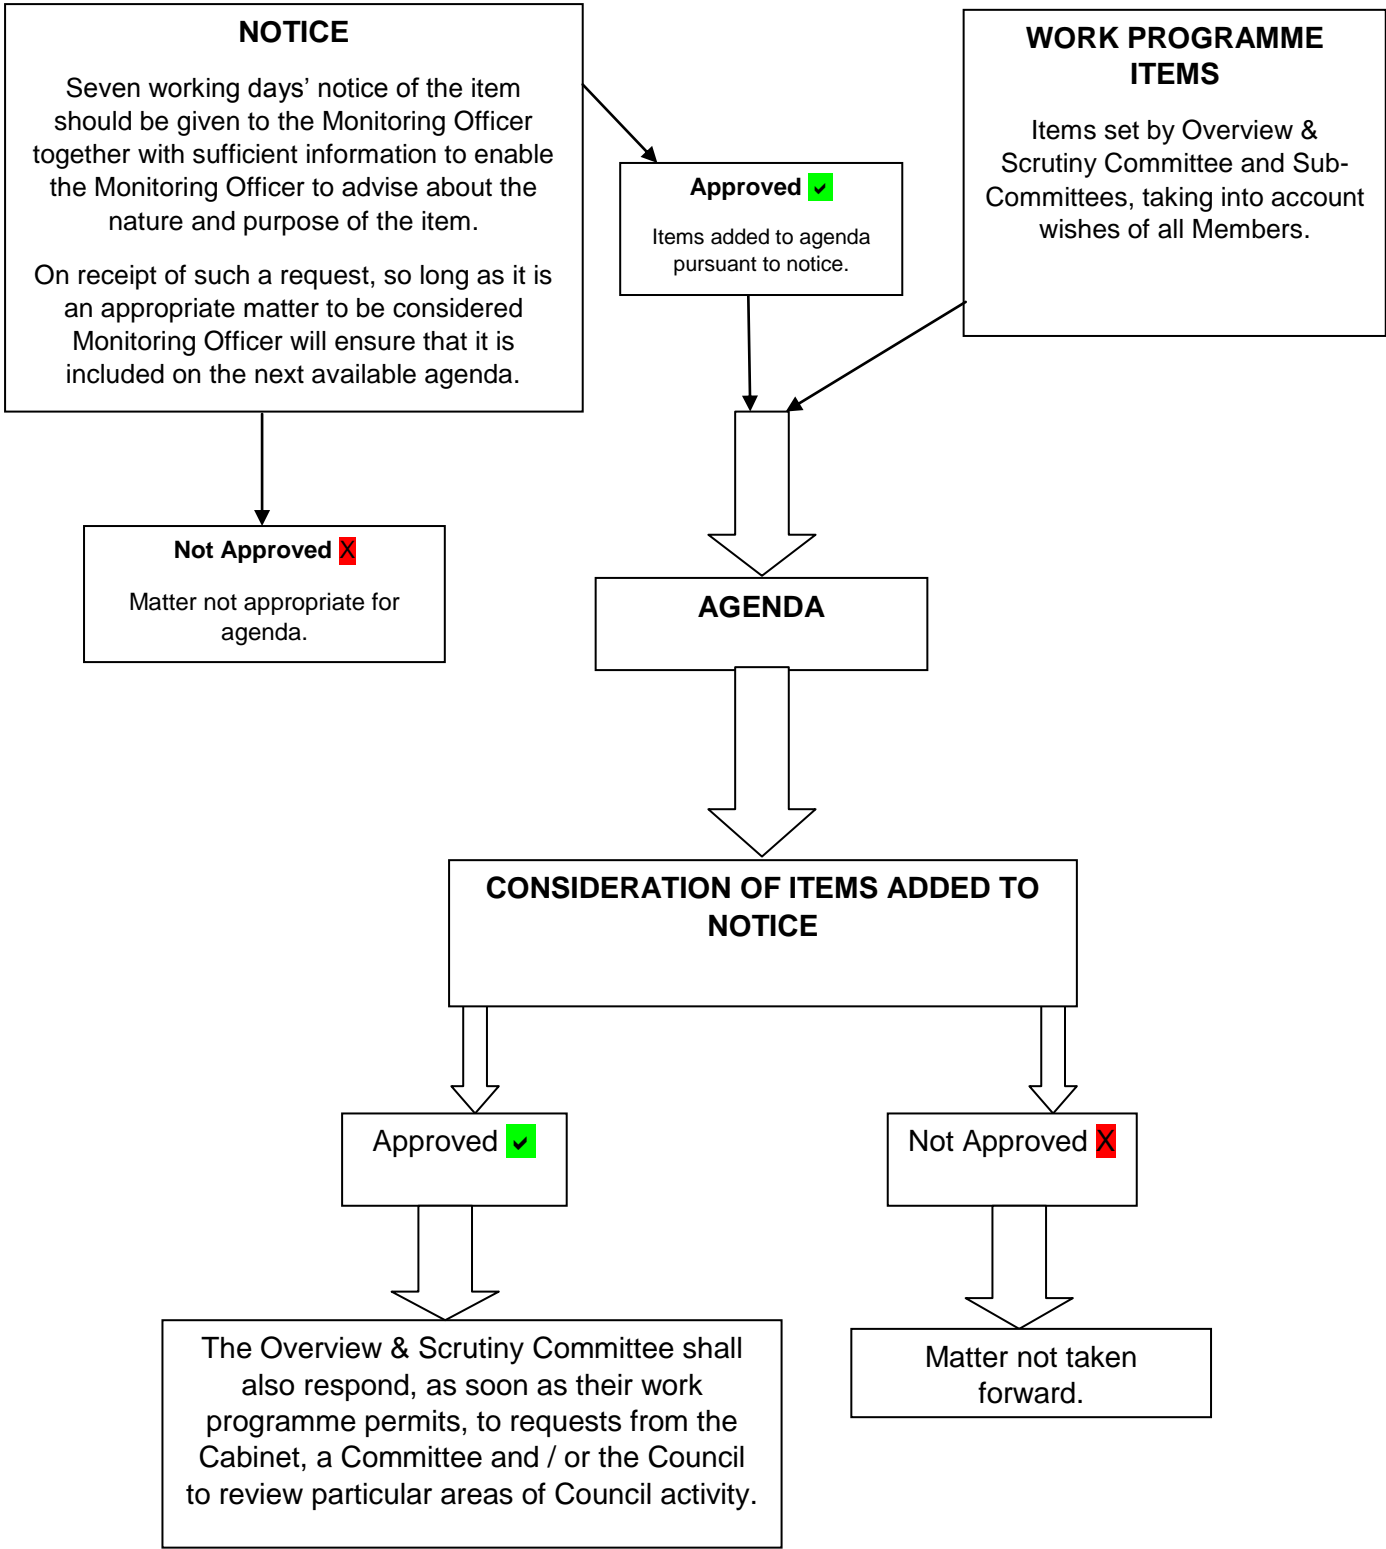 NOTICE
Seven working days’ notice of the item
should be given to the Monitoring Officer
together with sufficient information to enable
the Monitoring Officer to advise about the
nature and purpose of the item.
On receipt of such a request, so long as it is
an appropriate matter to be considered
Monitoring Officer will ensure that it is
included on the next available agenda.
WORK PROGRAMME
ITEMS
Items set by Overview &
Scrutiny Committee and Sub-
Committees, taking into account
wishes of all Members.
Approved ✓
Items added to agenda
pursuant to notice.
Not Approved X
Matter not appropriate for
agenda.
AGENDA
CONSIDERATION OF ITEMS ADDED TO
NOTICE
Approved ✓
Not Approved X
The Overview & Scrutiny Committee shall
also respond, as soon as their work
programme permits, to requests from the
Cabinet, a Committee and / or the Council
to review particular areas of Council activity.
Matter not taken
forward.